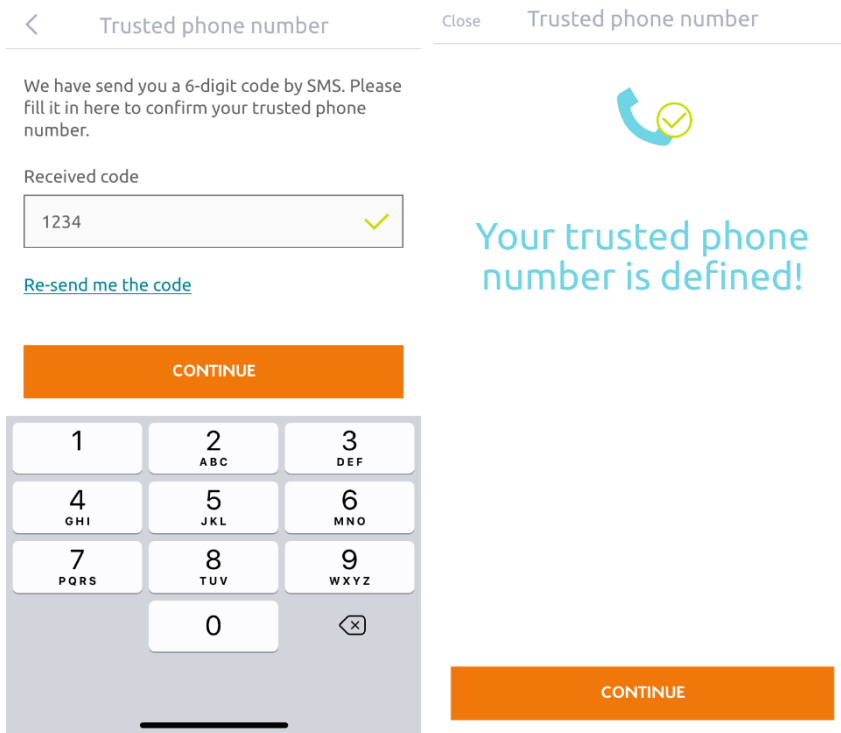 Trusted phone number
We have send you a 6-digit code by SMS. Please
fill it in here to confirm your trusted phone
number.
Received code
1234
Re-send me the code
CONTINUE
1
2
ABC
3
DEF
4
GHI
5
JKL
6
MNO
7
PQRS
8
TUV
9
WXYZ
0
Close
Trusted phone number
Your trusted phone
number is defined!
CONTINUE